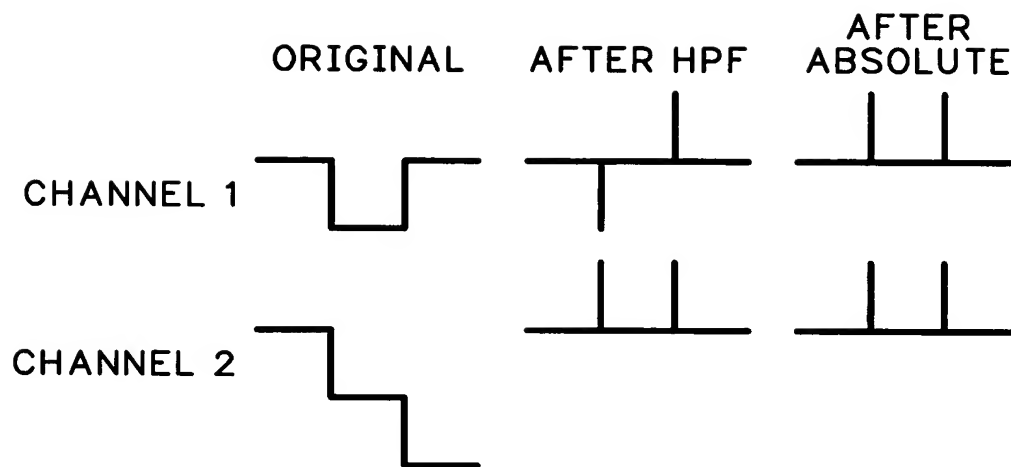 ORIGINAL
AFTER HPF
AFTER
ABSOLUTE
CHANNEL 1
CHANNEL 2